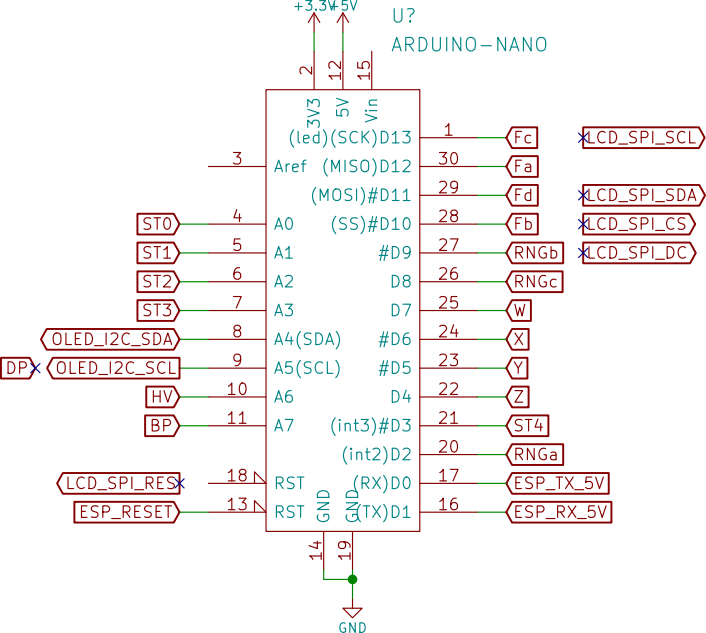 +3.3V +5V
U?
ARDUINO-NANO
2 12 15
3V3 5V Vin
(led)(SCK)D13 1 Fc LCD_SPI_SCL
3 Aref (MISO)D12 30 Fa
(MOSI)#D11 29 Fd LCD_SPI_SDA
ST0 4 A0 (SS)#D10 28 Fb LCD_SPI_CS
ST1 5 A1 #D9 27 RNGb LCD_SPI_DC
ST2 6 A2 D8 26 RNGc
ST3 7 A3 D7 25 W
OLED_I2C_SDA 8 A4(SDA) #D6 24 X
DP OLED_I2C_SCL 9 A5(SCL) #D5 23 Y
HV 10 A6 D4 22 Z
BP 11 A7 (int3)#D3 21 ST4
(int2)D2 20 RNGa
LCD_SPI_RES 18 RST (RX)D0 17 ESP_TX_5V
ESP_RESET 13 RST GND GND (TX)D1 16 ESP_RX_5V
14 19
GND